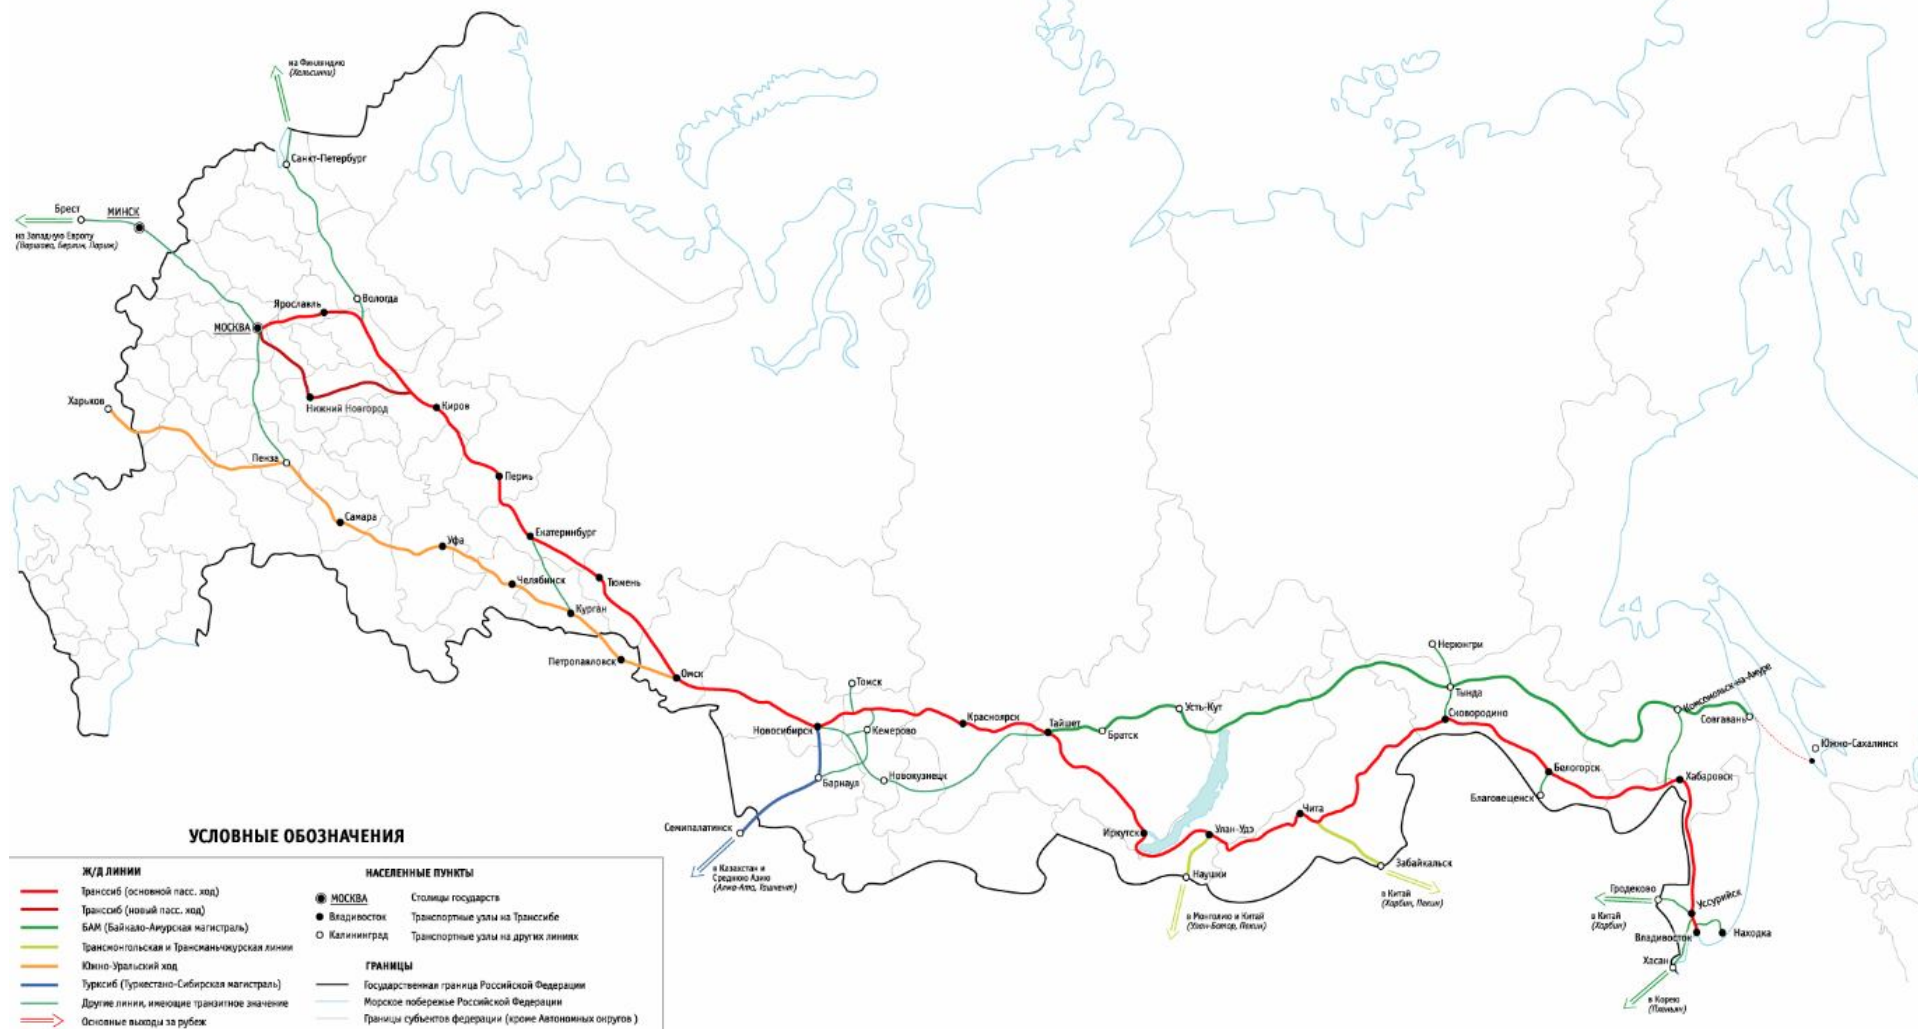 на Финляндию
(Хельсинки)
Санкт-Петербург
Брест
МИНСК
на Западную Европу
(Варшава, Берлин, Париж)
Вологда
Ярославль
МОСКВА
Харьков
Нижний Новгород
Киров
Пенза
Пермь
Самара
Уфа
Екатеринбург
Челябинск
Тюмень
Курган
Петропавловск
Омск
Томск
Новосибирск
Кемерово
Барнаул
Новокузнецк
Семипалатинск
в Казахстан и
Среднюю Азию
(Алма-Ата, Ташкент)
Красноярск
Тайшет
Братск
Усть-Кут
Иркутск
Улан-Удэ
Чита
Наушки
в Монголию и Китай
(Улан-Батор, Пекин)
Забайкальск
в Китай
(Харбин, Пекин)
Нерюнгри
Тында
Сковородино
Белогорск
Благовещенск
Комсомольск-на-Амуре
Совгавань
Южно-Сахалинск
Хабаровск
Гродеково
в Китай
(Харбин)
Уссурийск
Владивосток
Находка
Хасан
в Корею
(Пхеньян)
УСЛОВНЫЕ ОБОЗНАЧЕНИЯ
Ж/Д ЛИНИИ
Транссиб (основной пасс. ход)
Транссиб (новый пасс. ход)
БАМ (Байкало-Амурская магистраль)
Трансмонгольская и Трансманьчжурская линии
Южно-Уральский ход
Турксиб (Туркестано-Сибирская магистраль)
Другие линии, имеющие транзитное значение
Основные выходы за рубеж
НАСЕЛЕННЫЕ ПУНКТЫ
МОСКВА Столицы государств
Владивосток Транспортные узлы на Транссибе
Калининград Транспортные узлы на других линиях
ГРАНИЦЫ
Государственная граница Российской Федерации
Морское побережье Российской Федерации
Границы субъектов федерации (кроме Автономных округов )